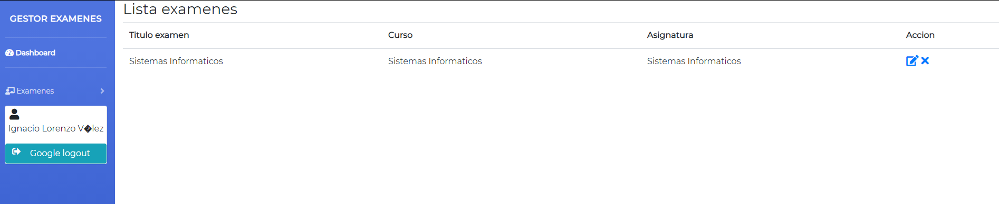 GESTOR EXAMENES
Dashboard
Examenes
Ignacio Lorenzo V�lez
Google logout
Lista examenes
Titulo examen Curso Asignatura Accion
Sistemas Informaticos Sistemas Informaticos Sistemas Informaticos